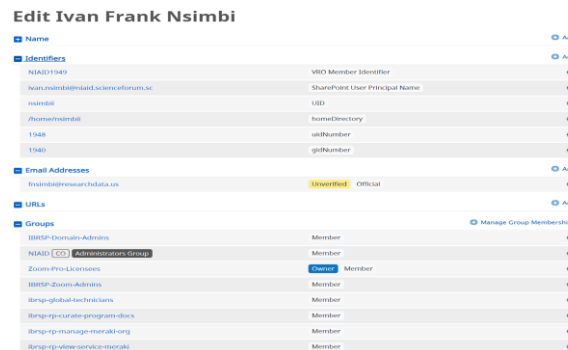 Edit Ivan Frank Nsimbi
Name
Identifiers
NIAID1949 VRO Member Identifier
ivan.nsimbi@niaid.scienceforum.sc SharePoint User Principal Name
nsimbii UID
/home/nsimbii homeDirectory
1948 uidNumber
1940 gidNumber
Email Addresses
fnsimbi@researchdata.us Unverified Official
URLs
Groups Manage Group Membershi
IBRSP-Domain-Admins Member
NIAID CO Administrators Group Member
Zoom-Pro-Licensees Owner Member
IBRSP-Zoom-Admins Member
ibrsp-global-technicians Member
ibrsp-rp-curate-program-docs Member
ibrsp-rp-manage-meraki-org Member
ibrsp-rp-view-service-meraki Member